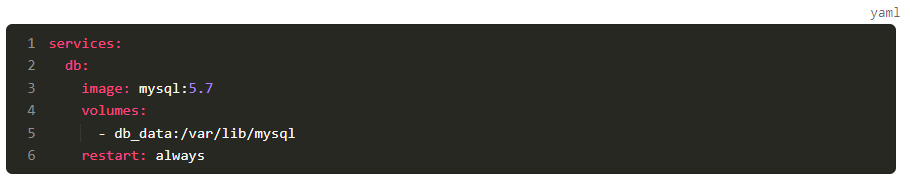 yaml
1 services:
2   db:
3     image: mysql:5.7
4     volumes:
5       - db_data:/var/lib/mysql
6     restart: always